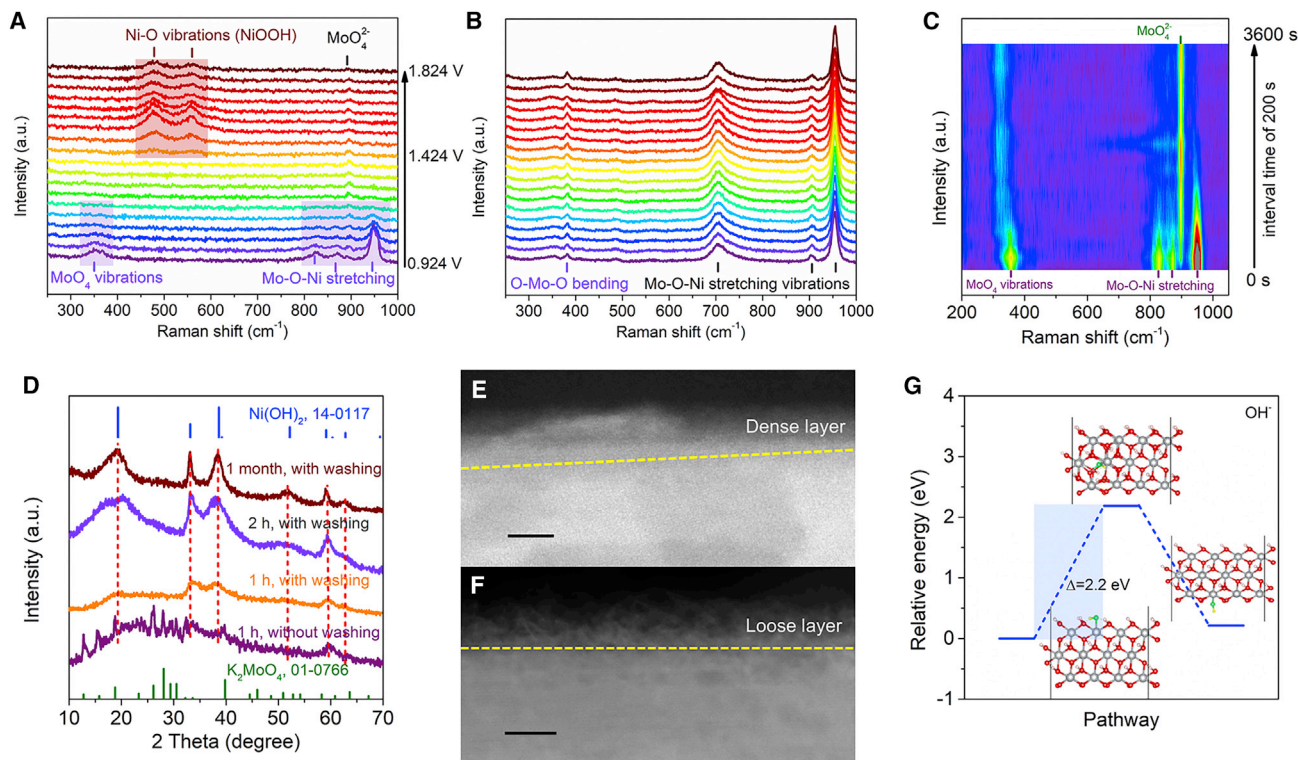 A
Ni-O vibrations (NiOOH)
MoO₄²⁻
1.824 V
1.424 V
0.924 V
MoO₄ vibrations
Mo-O-Ni stretching
Intensity (a.u.)
300 400 500 600 700 800 900 1000
Raman shift (cm⁻¹)
B
O-Mo-O bending
Mo-O-Ni stretching vibrations
Intensity (a.u.)
300 400 500 600 700 800 900 1000
Raman shift (cm⁻¹)
C
MoO₄²⁻
3600 s
interval time of 200 s
0 s
MoO₄ vibrations
Mo-O-Ni stretching
Intensity (a.u.)
200 400 600 800 1000
Raman shift (cm⁻¹)
D
Ni(OH)₂, 14-0117
1 month, with washing
2 h, with washing
1 h, with washing
1 h, without washing
K₂MoO₄, 01-0766
Intensity (a.u.)
10 20 30 40 50 60 70
2 Theta (degree)
E
Dense layer
F
Loose layer
G
OH⁻
4
3
2
1
0
-1
Δ=2.2 eV
Relative energy (eV)
Pathway